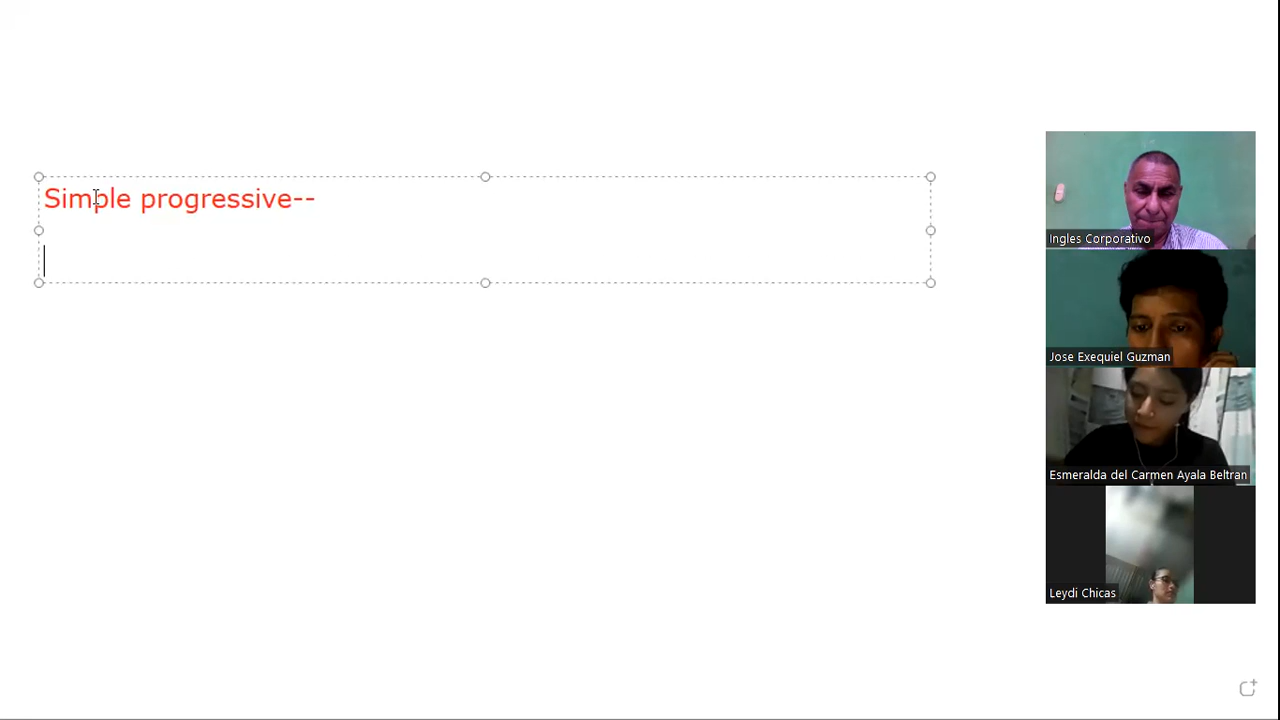 Simple progressive--
Ingles Corporativo
Jose Exequiel Guzman
Esmeralda del Carmen Ayala Beltran
Leydi Chicas